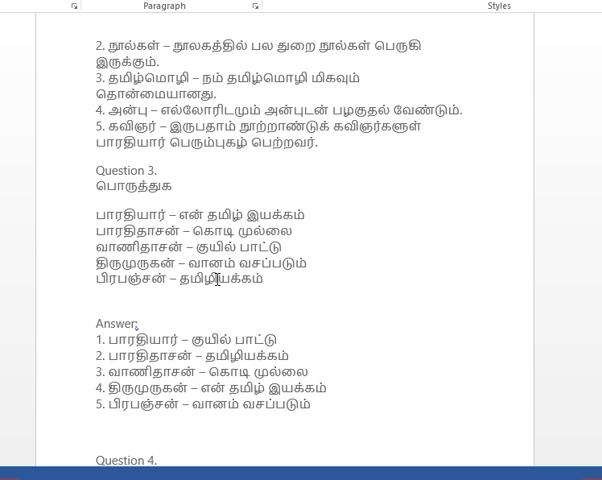 Paragraph
Styles
2. நூல்கள் – நூலகத்தில் பல துறை நூல்கள் பெருகி
இருக்கும்.
3. தமிழ்மொழி – நம் தமிழ்மொழி மிகவும்
தொன்மையானது.
4. அன்பு – எல்லோரிடமும் அன்புடன் பழகுதல் வேண்டும்.
5. கவிஞர் – இருபதாம் நூற்றாண்டுக் கவிஞர்களுள்
பாரதியார் பெரும்புகழ் பெற்றவர்.
Question 3.
பொருத்துக
பாரதியார் – என் தமிழ் இயக்கம்
பாரதிதாசன் – கொடி முல்லை
வாணிதாசன் – குயில் பாட்டு
திருமுருகன் – வானம் வசப்படும்
பிரபஞ்சன் – தமிழியக்கம்
Answer:
1. பாரதியார் – குயில் பாட்டு
2. பாரதிதாசன் – தமிழியக்கம்
3. வாணிதாசன் – கொடி முல்லை
4. திருமுருகன் – என் தமிழ் இயக்கம்
5. பிரபஞ்சன் – வானம் வசப்படும்
Question 4.